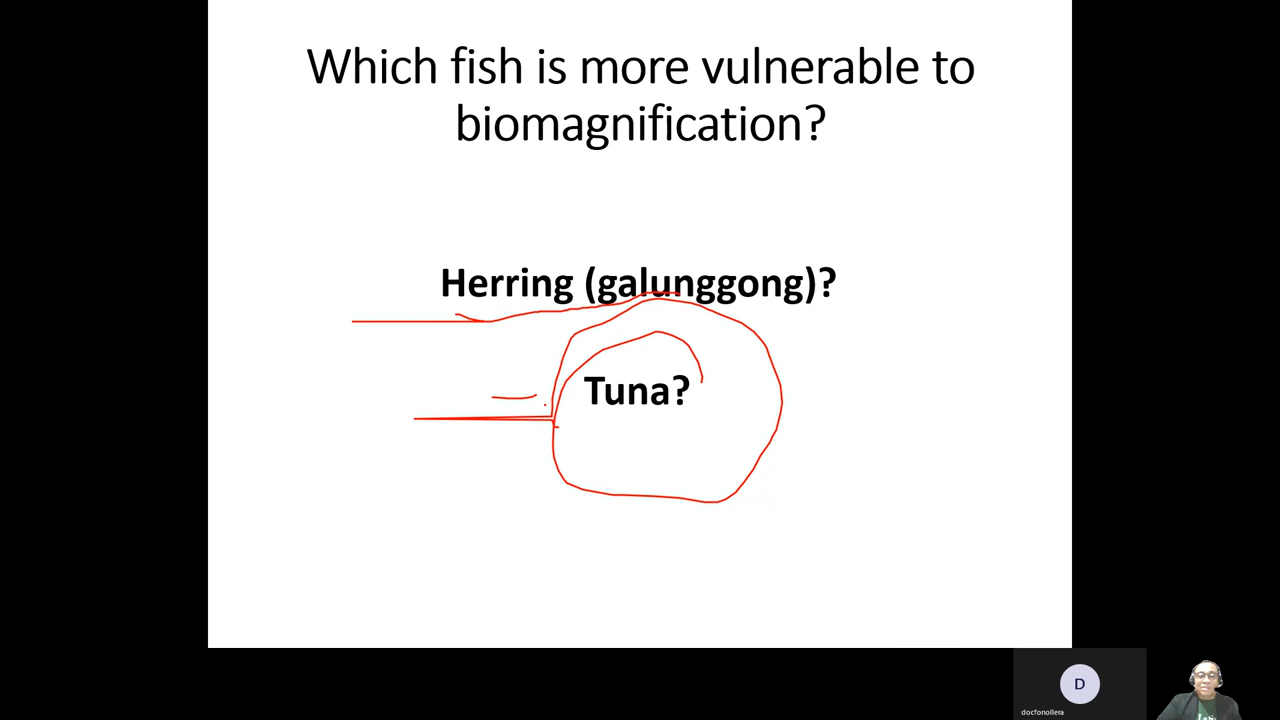 Which fish is more vulnerable to
biomagnification?
Herring (galunggong)?
Tuna?
D
docfonollera